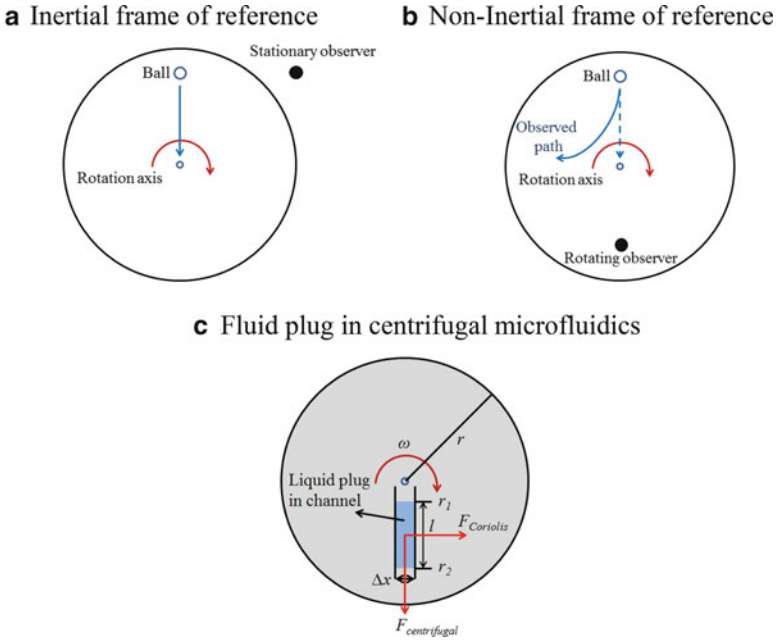 a Inertial frame of reference
Stationary observer
Ball
Rotation axis
b Non-Inertial frame of reference
Ball
Observed
path
Rotation axis
Rotating observer
c Fluid plug in centrifugal microfluidics
ω
r
Liquid plug
in channel
r1
l
FCoriolis
r2
Δx
Fcentrifugal